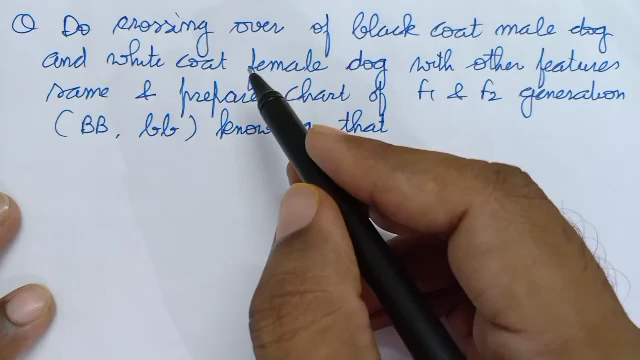 Q Do crossing over of black coat male dog
and white coat female dog with other features
same & prepare chart of f1 & f2 generation
(BB, bb) knowing that